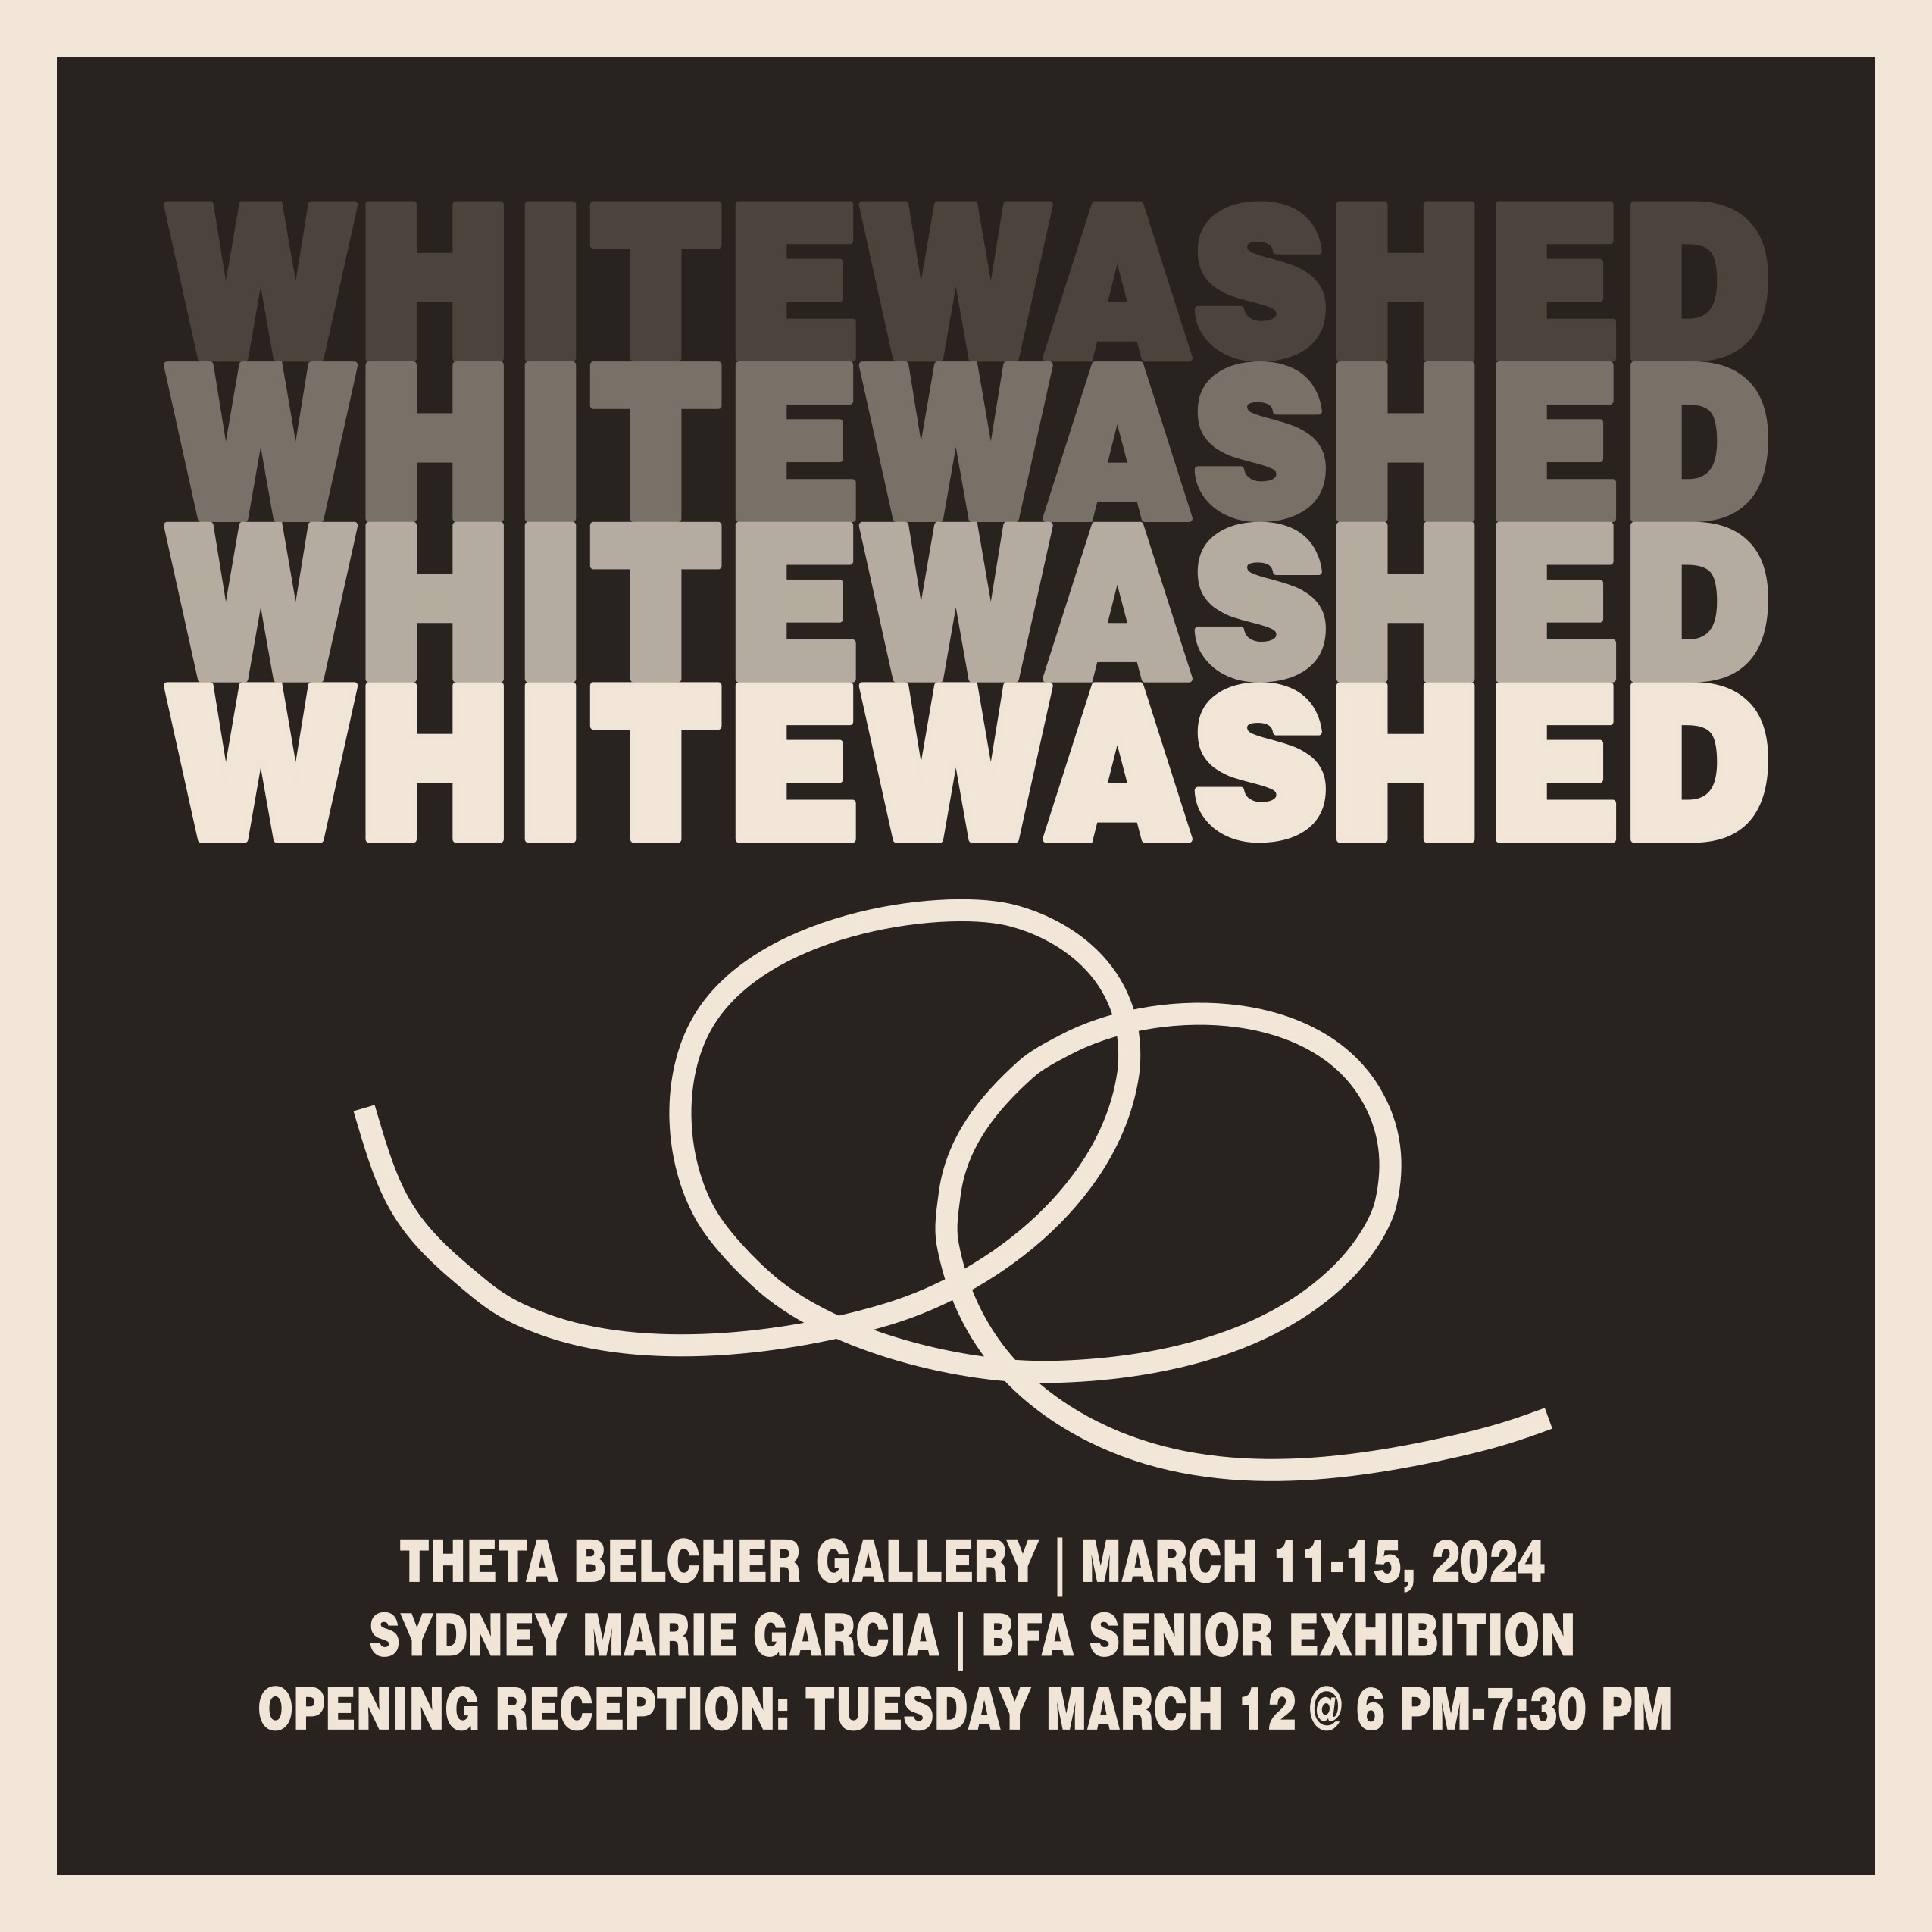 WHITEWASHED
WHITEWASHED
WHITEWASHED
WHITEWASHED
THETA BELCHER GALLERY | MARCH 11-15, 2024
SYDNEY MARIE GARCIA | BFA SENIOR EXHIBITION
OPENING RECEPTION: TUESDAY MARCH 12 @ 6 PM-7:30 PM